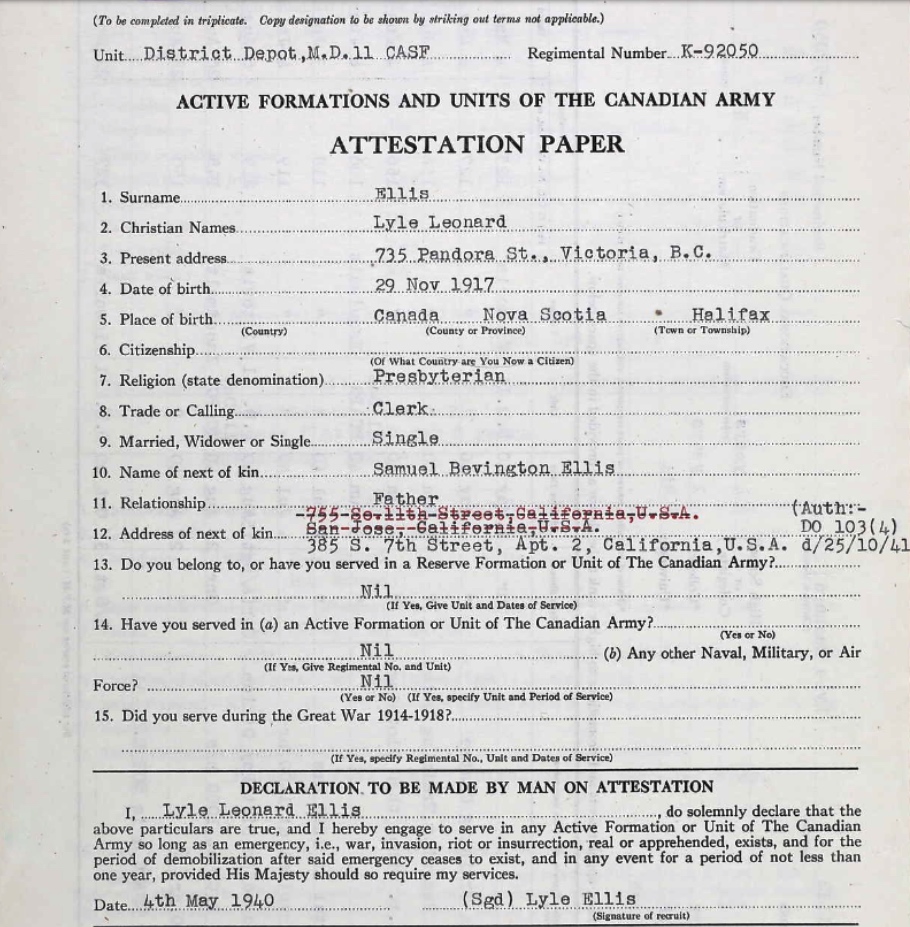 (To be completed in triplicate. Copy designation to be shown by striking out terms not applicable.)
Unit District Depot, M.D.11 CASF Regimental Number K-92050
ACTIVE FORMATIONS AND UNITS OF THE CANADIAN ARMY
ATTESTATION PAPER
1. Surname Ellis
2. Christian Names Lyle Leonard
3. Present address 735 Pandora St., Victoria, B.C.
4. Date of birth 29 Nov 1917
5. Place of birth Canada Nova Scotia Halifax
(Country) (County or Province) (Town or Township)
6. Citizenship
(Of What Country are You Now a Citizen)
7. Religion (state denomination) Presbyterian
8. Trade or Calling Clerk
9. Married, Widower or Single Single
10. Name of next of kin Samuel Bevington Ellis
11. Relationship Father
755 So.11th Street, California, U.S.A. (Auth:-
12. Address of next of kin San Jose, California, U.S.A. DO 103(4)
385 S. 7th Street, Apt. 2, California, U.S.A. d/25/10/41
13. Do you belong to, or have you served in a Reserve Formation or Unit of The Canadian Army?
Nil
(If Yes, Give Unit and Dates of Service)
14. Have you served in (a) an Active Formation or Unit of The Canadian Army?
(Yes or No)
Nil (b) Any other Naval, Military, or Air
(If Yes, Give Regimental No. and Unit)
Force? Nil
(Yes or No) (If Yes, specify Unit and Period of Service)
15. Did you serve during the Great War 1914-1918?
(If Yes, specify Regimental No., Unit and Dates of Service)
DECLARATION TO BE MADE BY MAN ON ATTESTATION
I, Lyle Leonard Ellis, do solemnly declare that the
above particulars are true, and I hereby engage to serve in any Active Formation or Unit of The Canadian
Army so long as an emergency, i.e., war, invasion, riot or insurrection, real or apprehended, exists, and for the
period of demobilization after said emergency ceases to exist, and in any event for a period of not less than
one year, provided His Majesty should so require my services.
Date 4th May 1940 (Sgd) Lyle Ellis
(Signature of recruit)